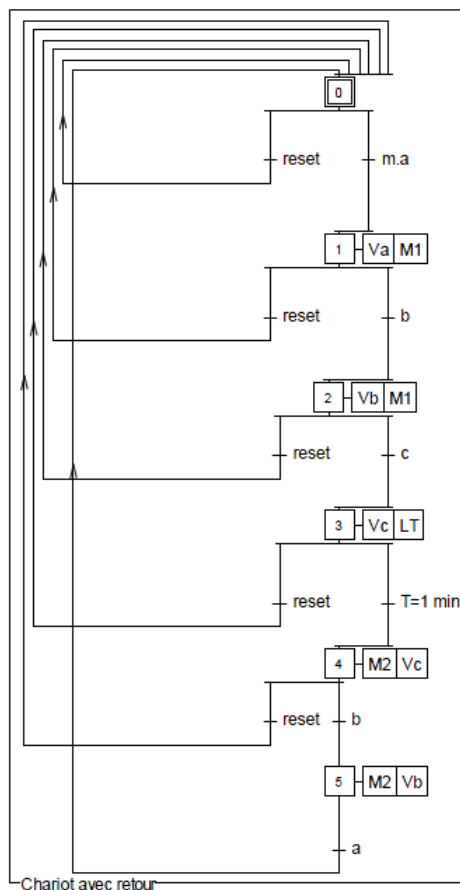 0
reset
m.a
1 Va M1
reset
b
2 Vb M1
reset
c
3 Vc LT
reset
T=1 min
4 M2 Vc
reset
b
5 M2 Vb
a
Chariot avec retour